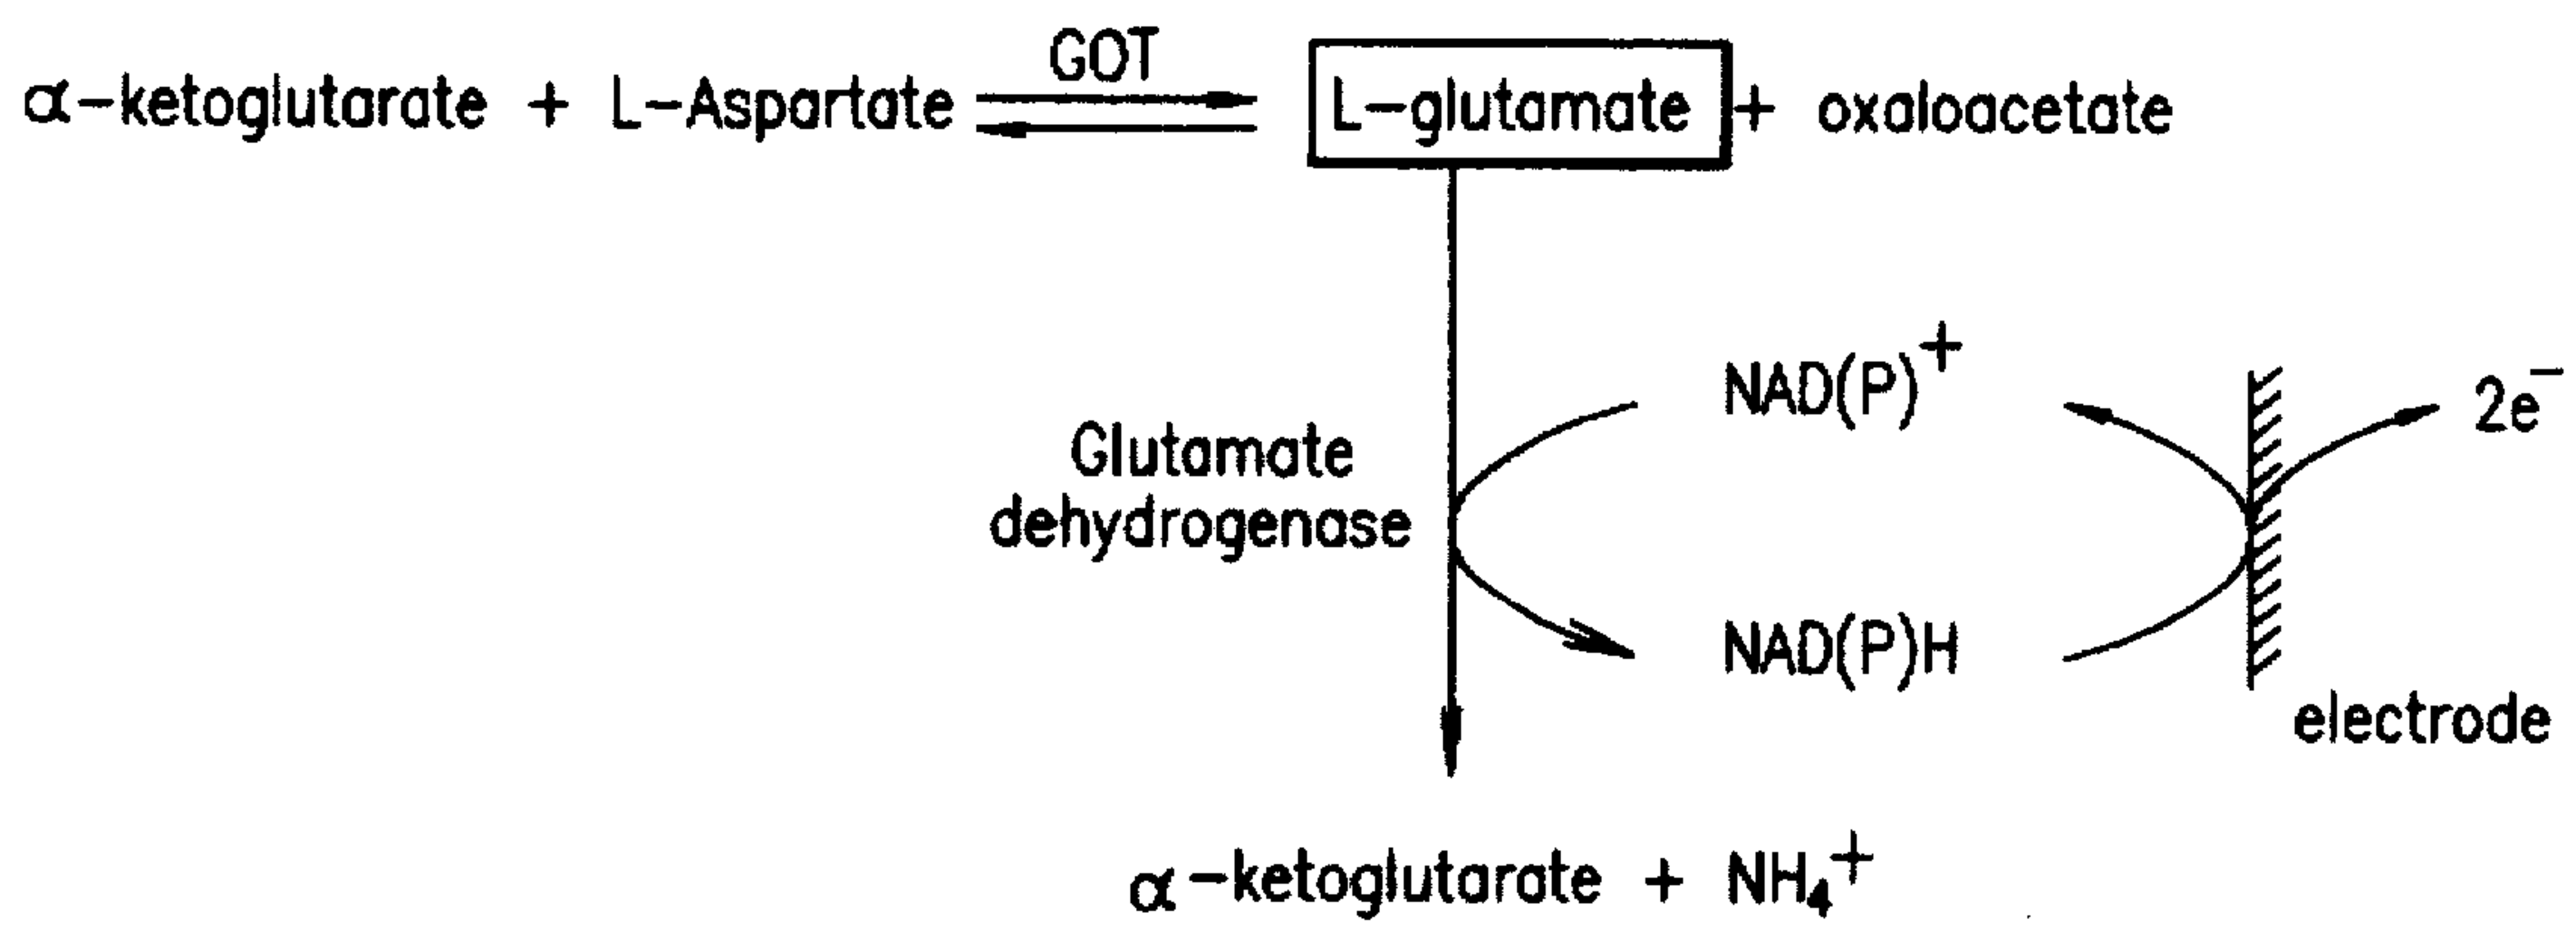 GOT
α-ketoglutarate + L-Aspartate ⇌ L-glutamate + oxaloacetate
NAD(P)⁺
2e⁻
Glutamate
dehydrogenase
NAD(P)H
electrode
α-ketoglutarate + NH₄⁺